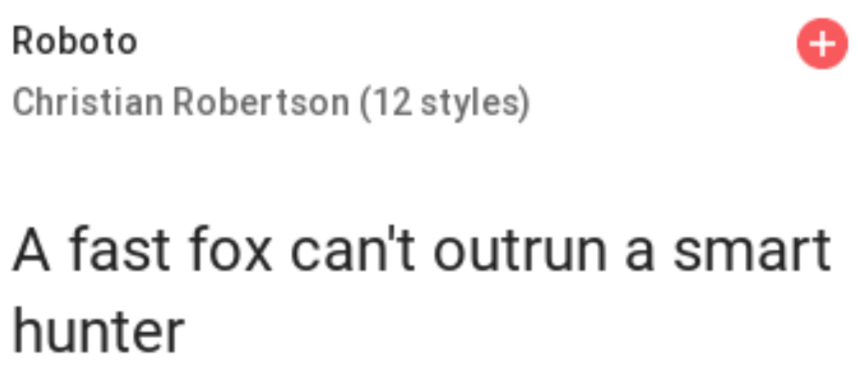 Roboto
Christian Robertson (12 styles)
A fast fox can't outrun a smart
hunter